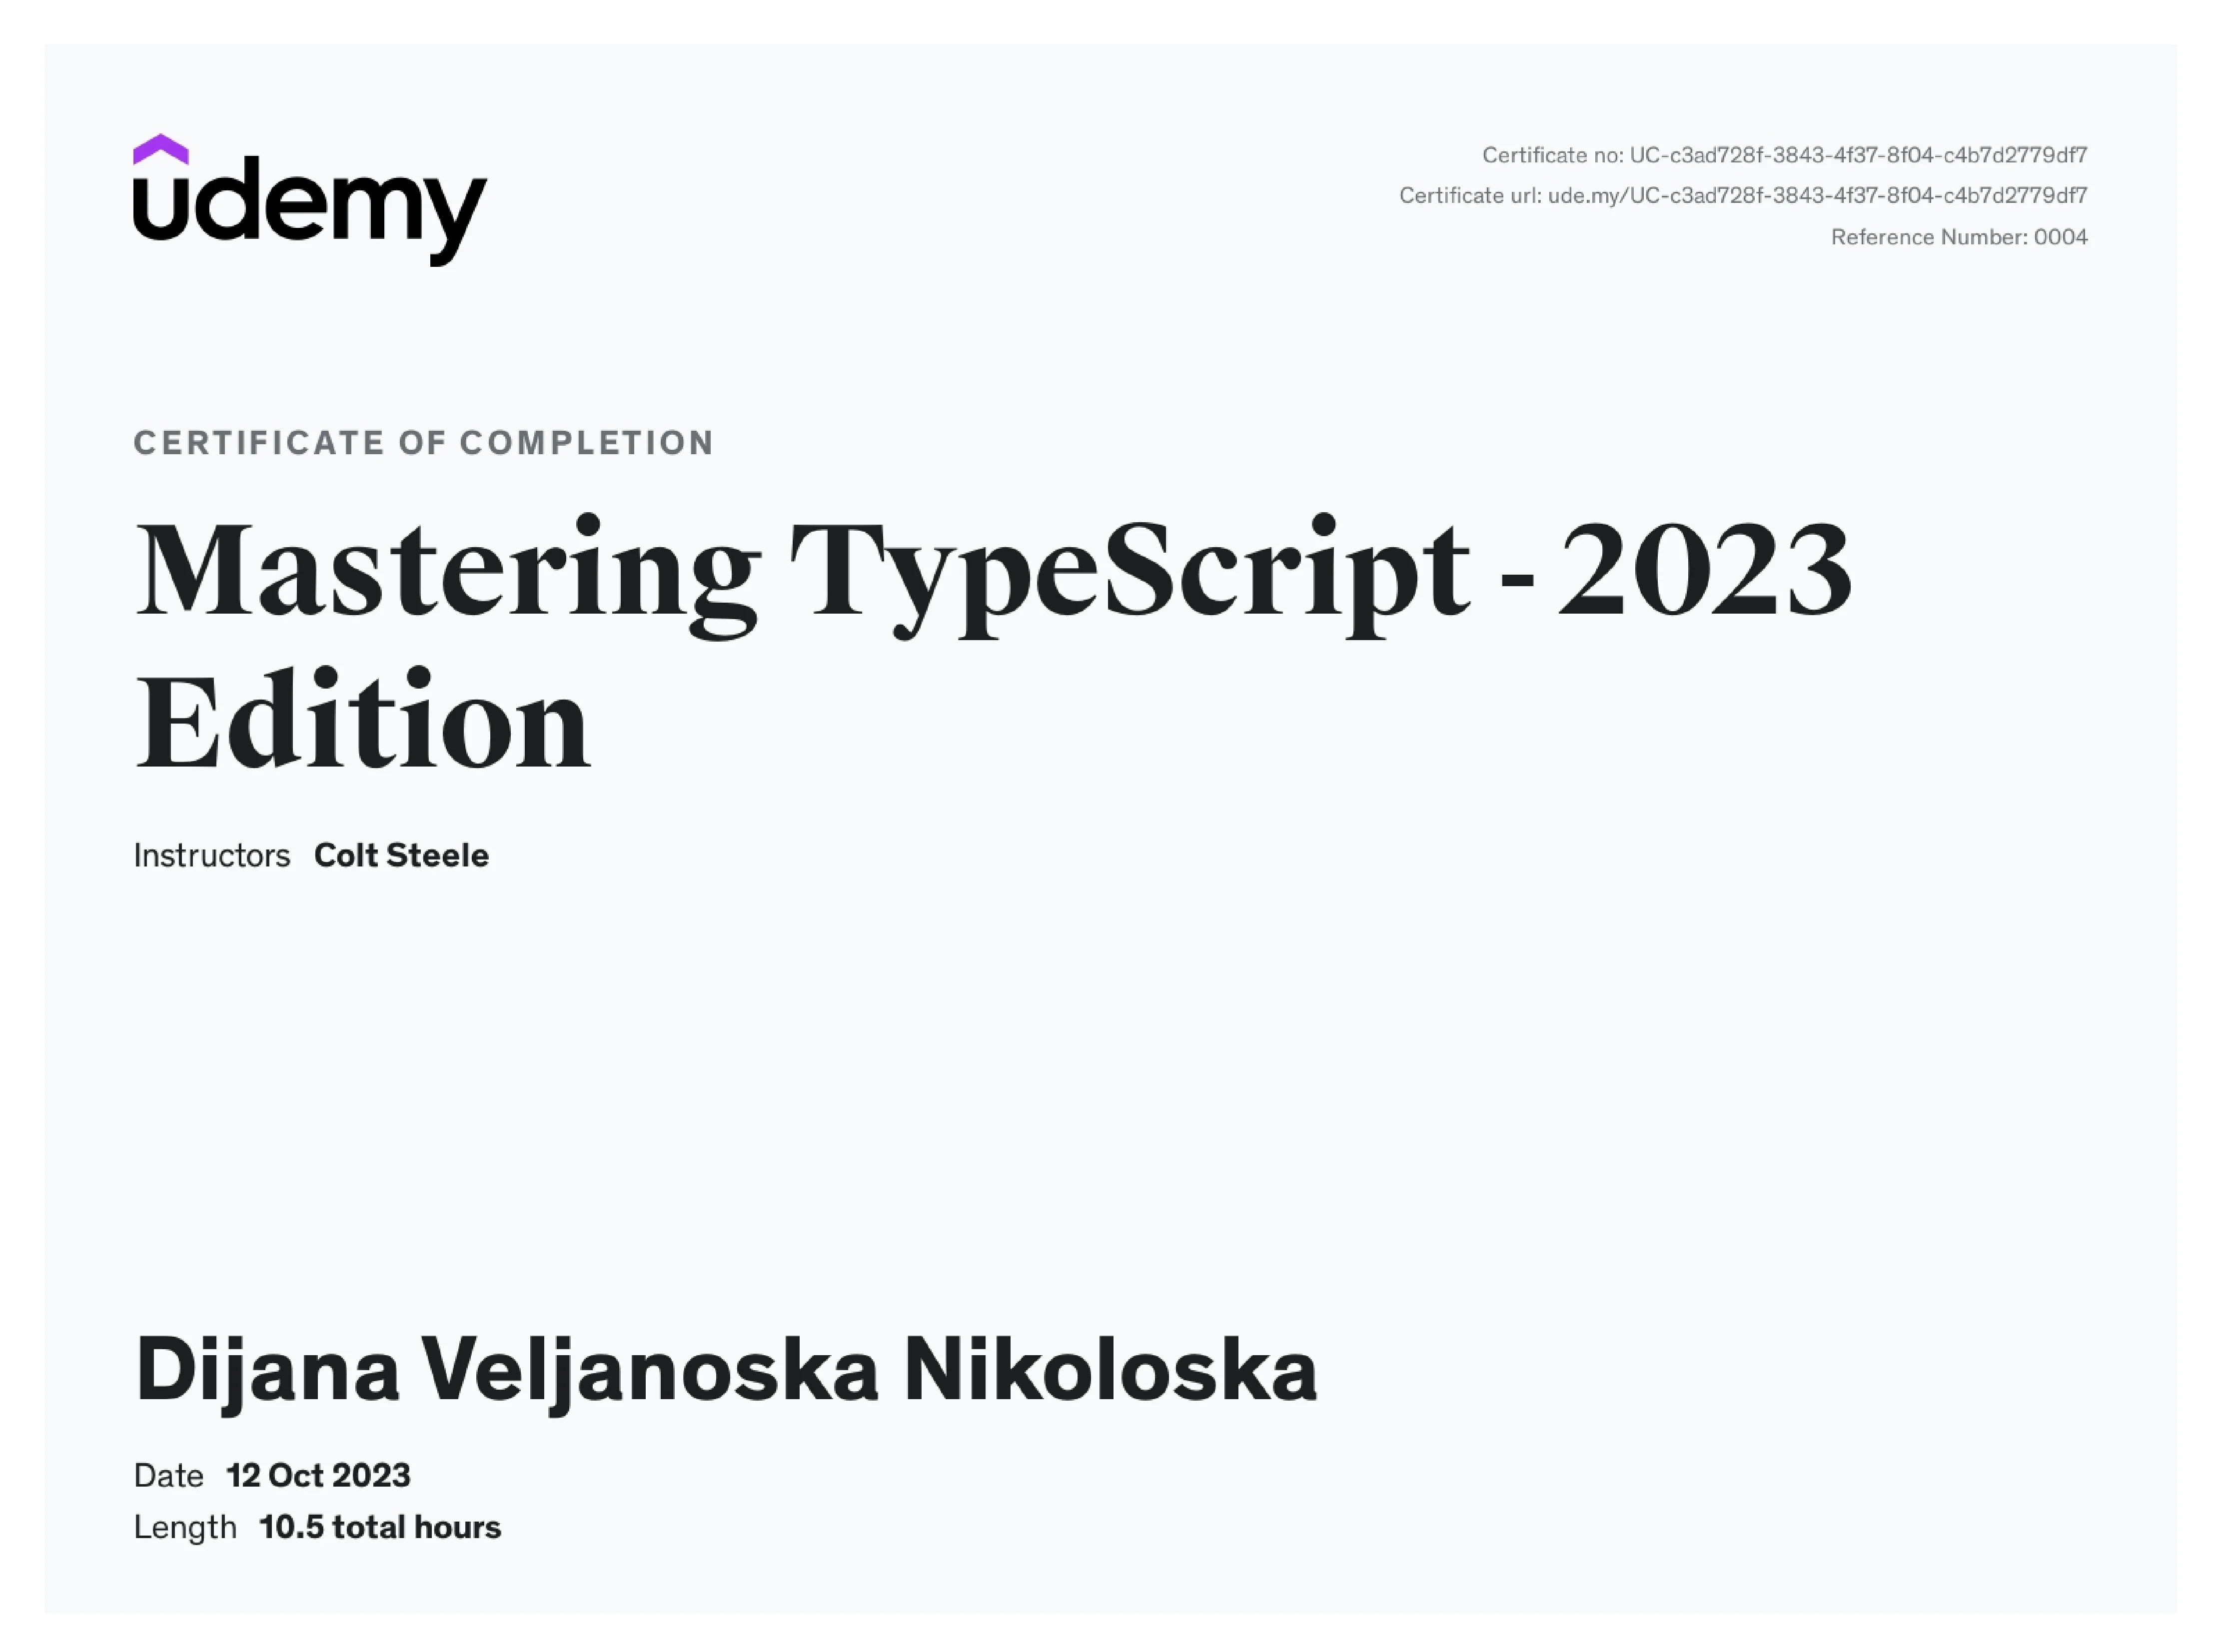 udemy
Certificate no: UC-c3ad728f-3843-4f37-8f04-c4b7d2779df7
Certificate url: ude.my/UC-c3ad728f-3843-4f37-8f04-c4b7d2779df7
Reference Number: 0004
CERTIFICATE OF COMPLETION
Mastering TypeScript - 2023
Edition
Instructors Colt Steele
Dijana Veljanoska Nikoloska
Date 12 Oct 2023
Length 10.5 total hours